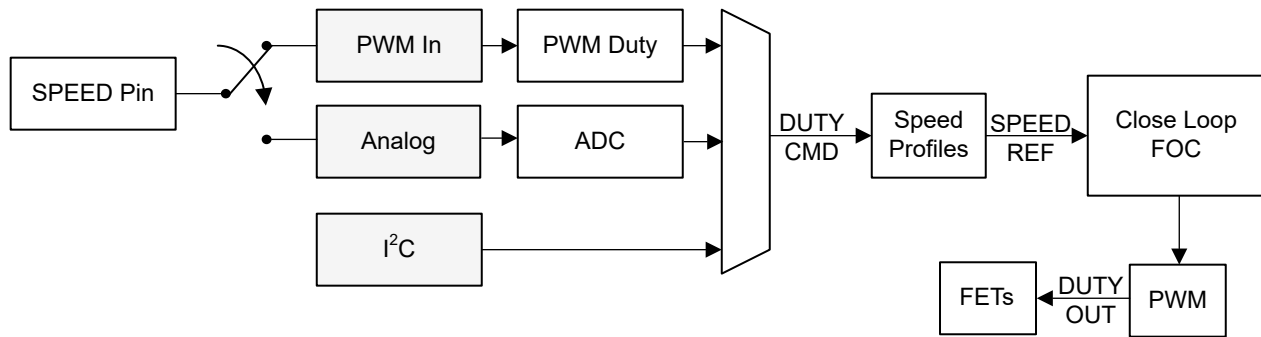 PWM In
PWM Duty
SPEED Pin
Analog
ADC
I²C
DUTY
CMD
Speed
Profiles
SPEED
REF
Close Loop
FOC
FETs
DUTY
OUT
PWM